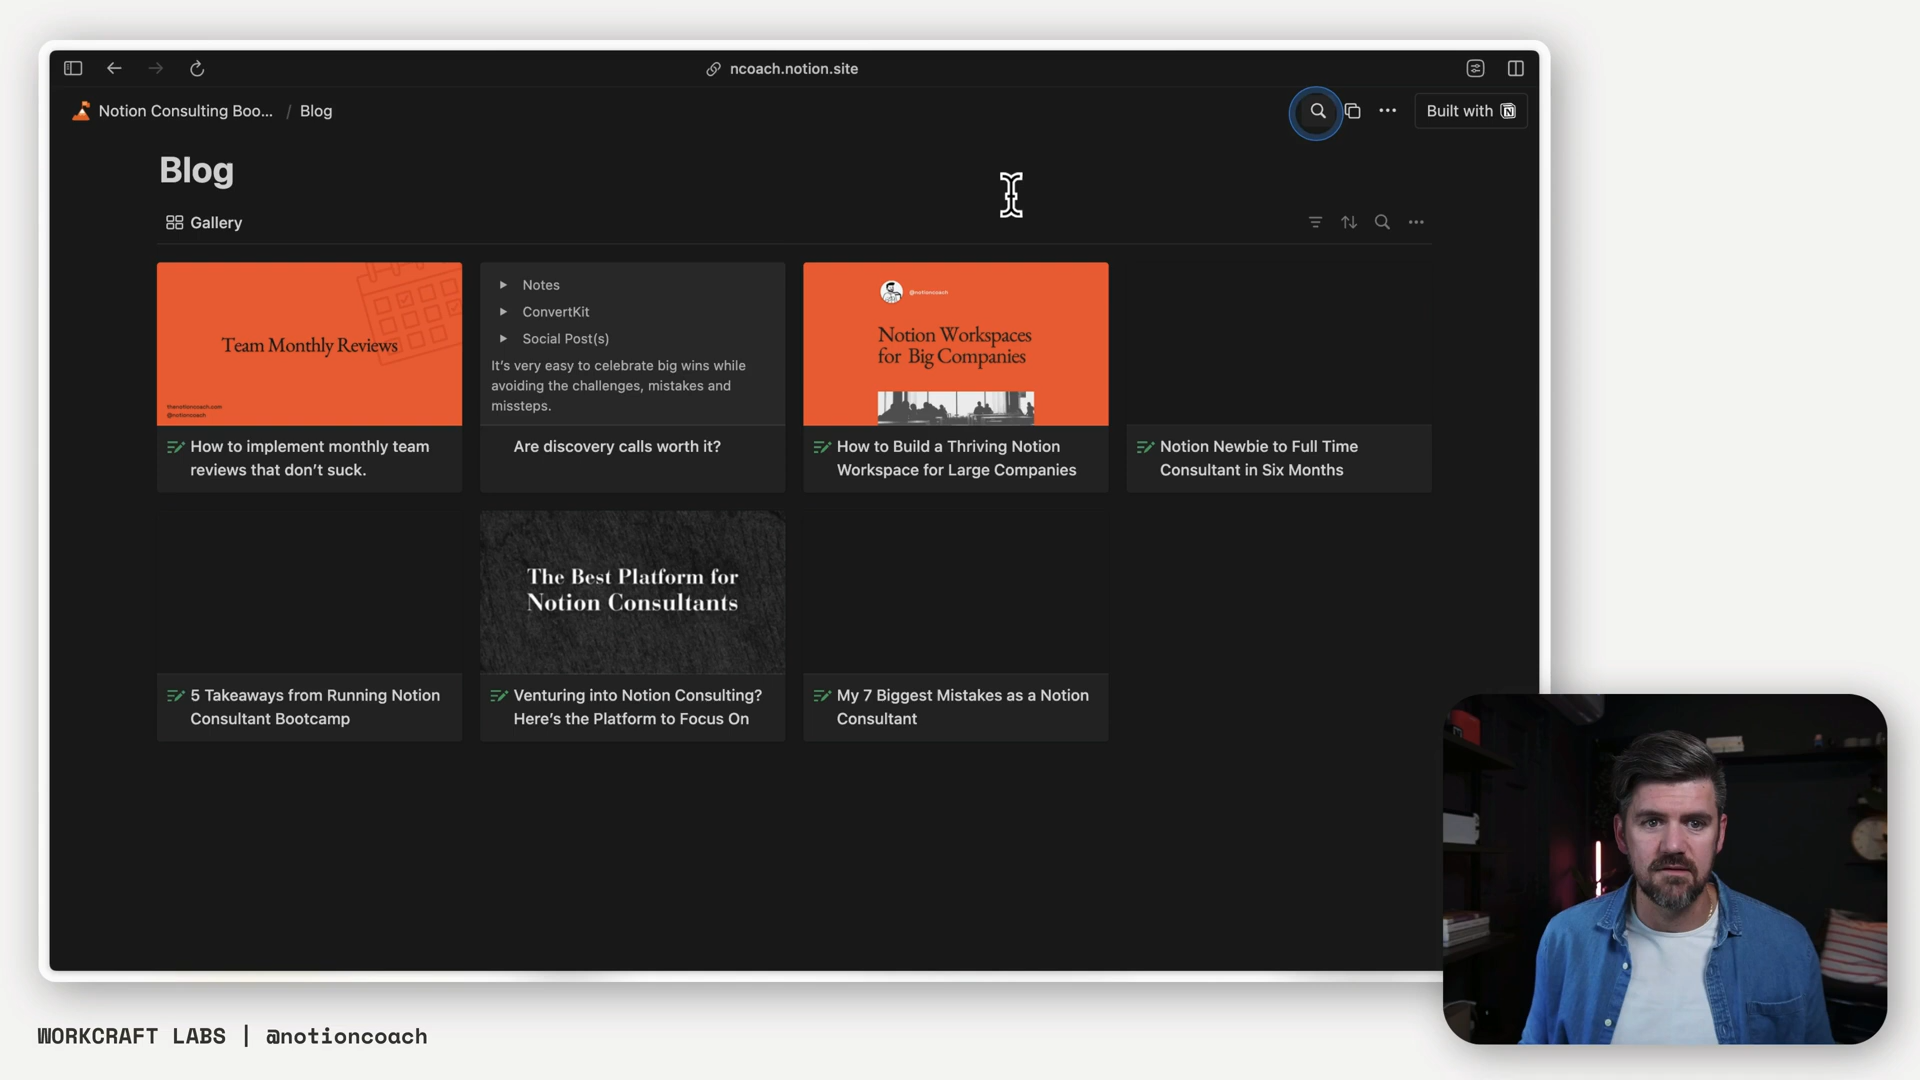 ncoach.notion.site
Notion Consulting Boo... / Blog
Built with
Blog
Gallery
Team Monthly Reviews
thenotioncoach.com
@notioncoach
How to implement monthly team
reviews that don't suck.
Notes
ConvertKit
Social Post(s)
It's very easy to celebrate big wins while
avoiding the challenges, mistakes and
missteps.
Are discovery calls worth it?
@notioncoach
Notion Workspaces
for Big Companies
How to Build a Thriving Notion
Workspace for Large Companies
Notion Newbie to Full Time
Consultant in Six Months
5 Takeaways from Running Notion
Consultant Bootcamp
The Best Platform for
Notion Consultants
Venturing into Notion Consulting?
Here's the Platform to Focus On
My 7 Biggest Mistakes as a Notion
Consultant
WORKCRAFT LABS | @notioncoach